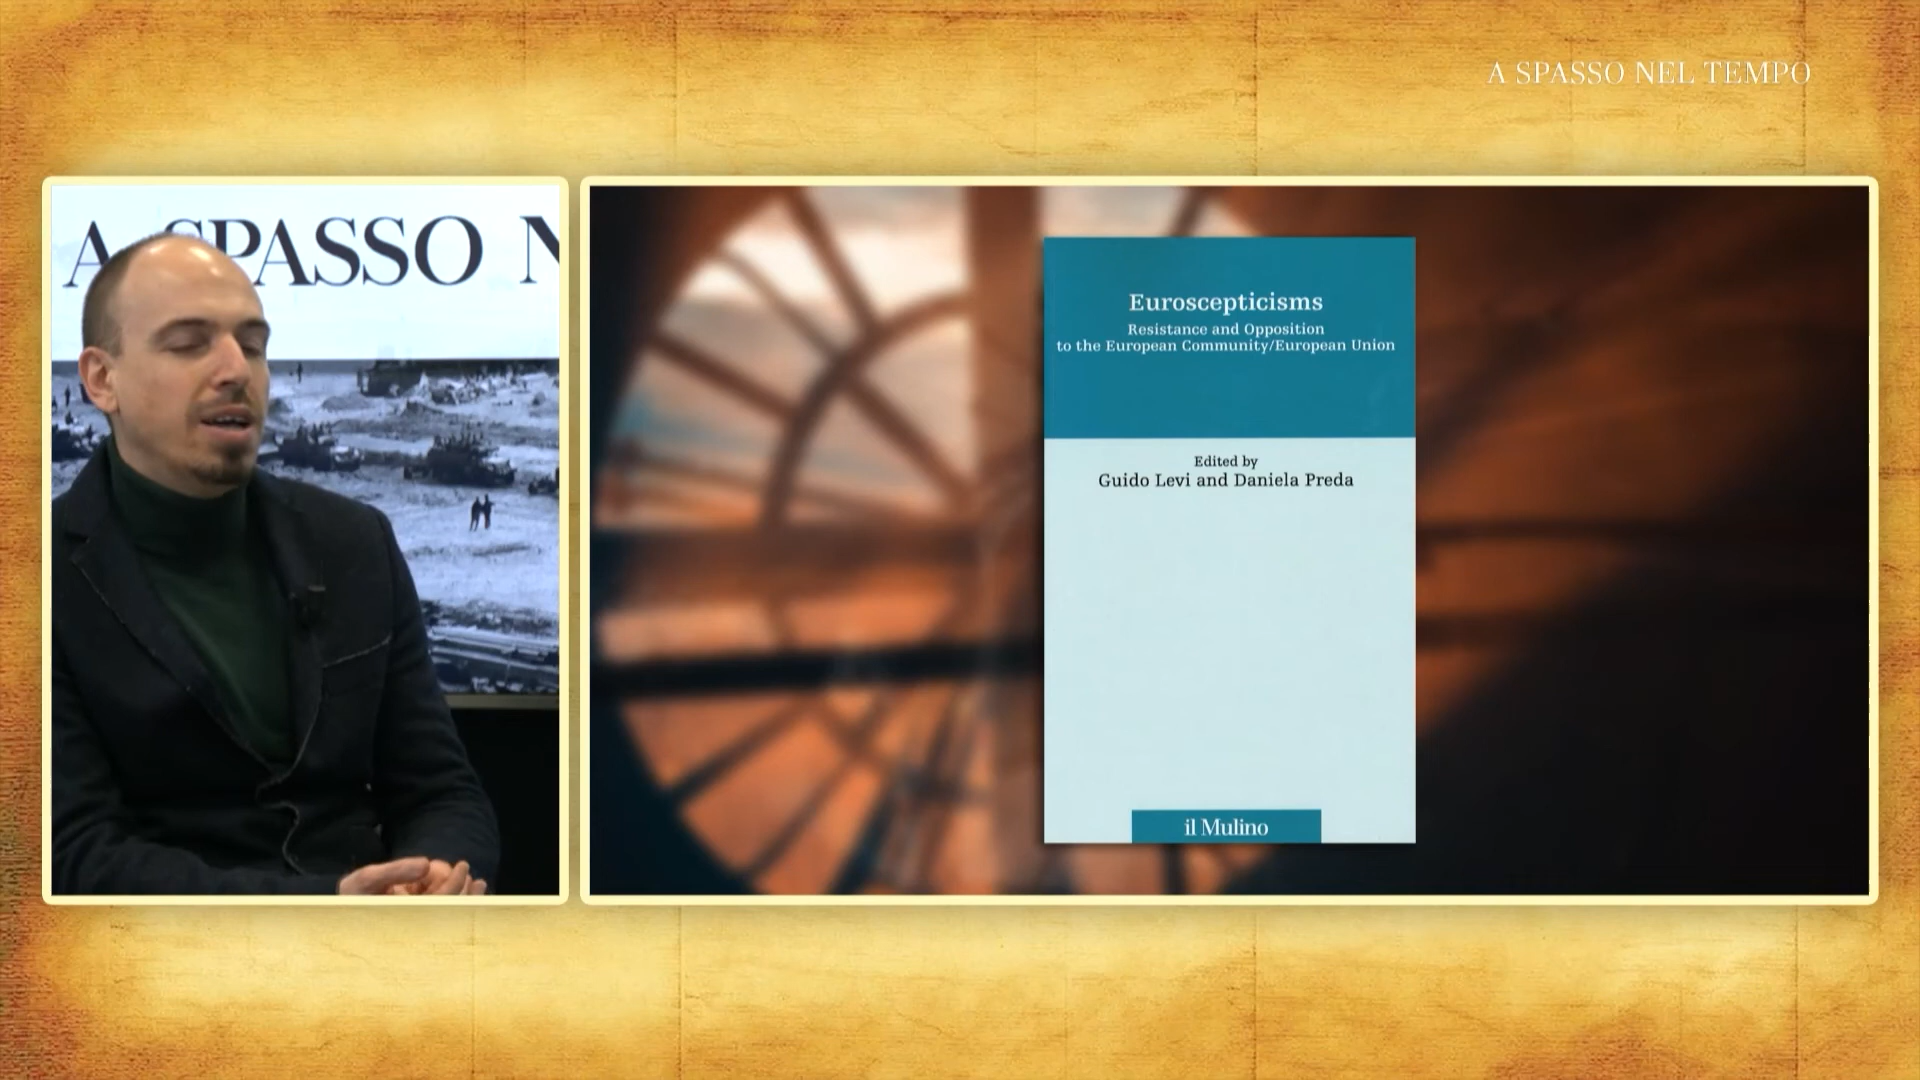 A SPASSO NEL TEMPO
A SPASSO N
Euroscepticisms
Resistance and Opposition
to the European Community/European Union
Edited by
Guido Levi and Daniela Preda
il Mulino